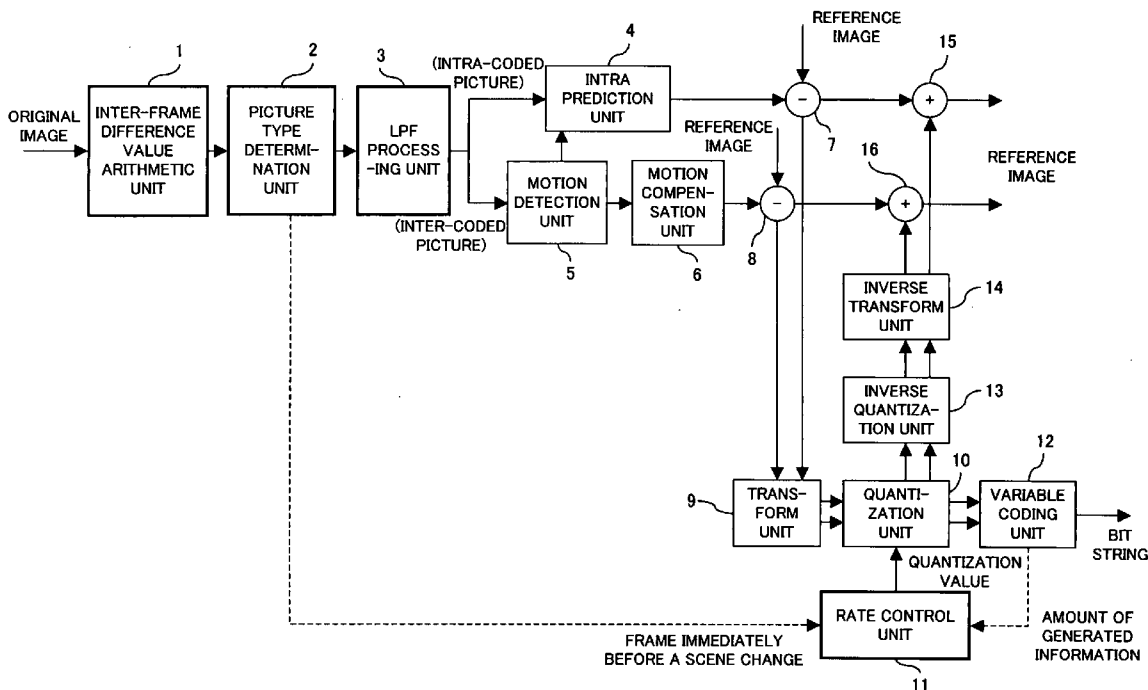 REFERENCE
IMAGE
1
2
3
4
15
(INTRA-CODED
PICTURE)
INTRA
PREDICTION
UNIT
−
+
7
ORIGINAL
IMAGE
INTER-FRAME
DIFFERENCE
VALUE
ARITHMETIC
UNIT
PICTURE
TYPE
DETERMI-
NATION
UNIT
LPF
PROCESS
-ING UNIT
REFERENCE
IMAGE
16
REFERENCE
IMAGE
MOTION
DETECTION
UNIT
MOTION
COMPEN-
SATION
UNIT
−
+
(INTER-CODED
PICTURE)
5
6
8
INVERSE
TRANSFORM
UNIT
14
INVERSE
QUANTIZA-
TION UNIT
13
9
TRANS-
FORM
UNIT
10
QUANTI-
ZATION
UNIT
12
VARIABLE
CODING
UNIT
BIT
STRING
QUANTIZATION
VALUE
RATE CONTROL
UNIT
11
FRAME IMMEDIATELY
BEFORE A SCENE CHANGE
AMOUNT OF
GENERATED
INFORMATION